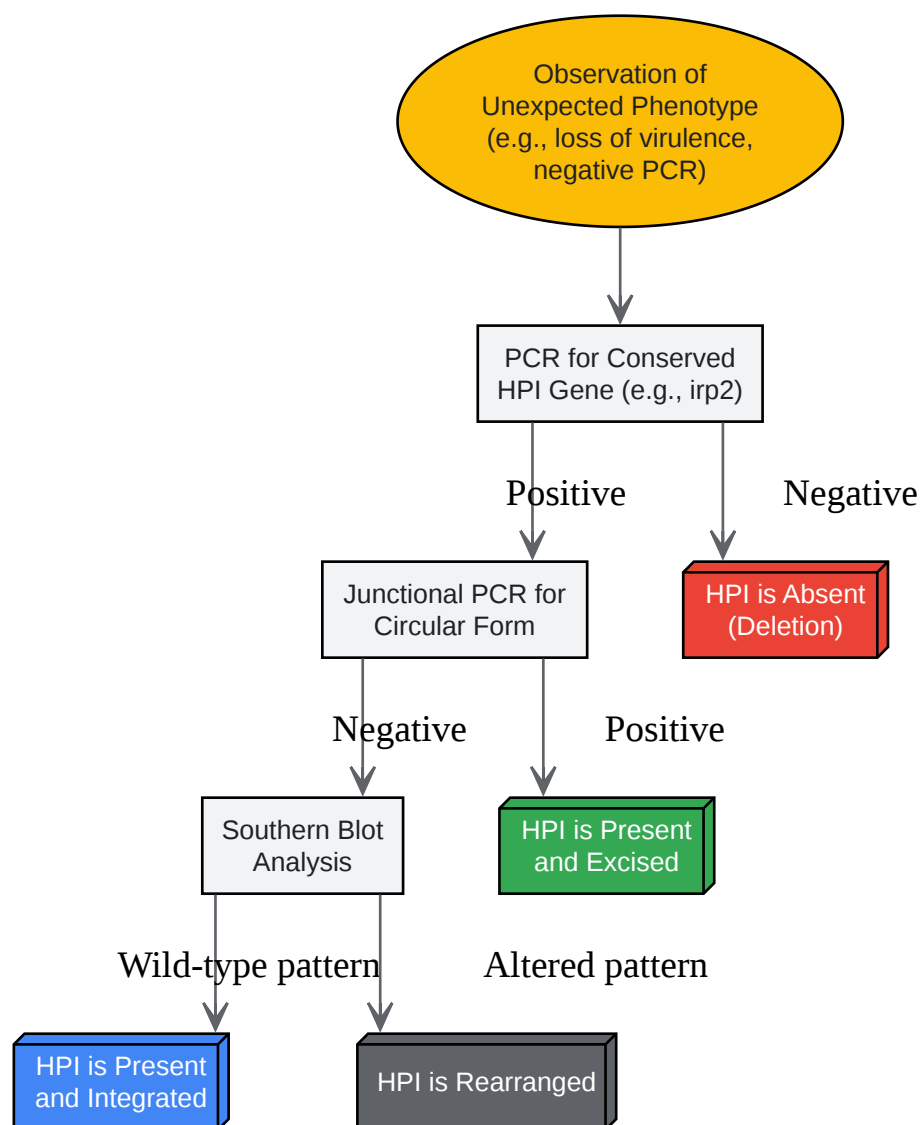 Observation of
Unexpected Phenotype
(e.g., loss of virulence,
negative PCR)
PCR for Conserved
HPI Gene (e.g., irp2)
Positive
Negative
Junctional PCR for
Circular Form
HPI is Absent
(Deletion)
Negative
Positive
Southern Blot
Analysis
HPI is Present
and Excised
Wild-type pattern
Altered pattern
HPI is Present
and Integrated
HPI is Rearranged